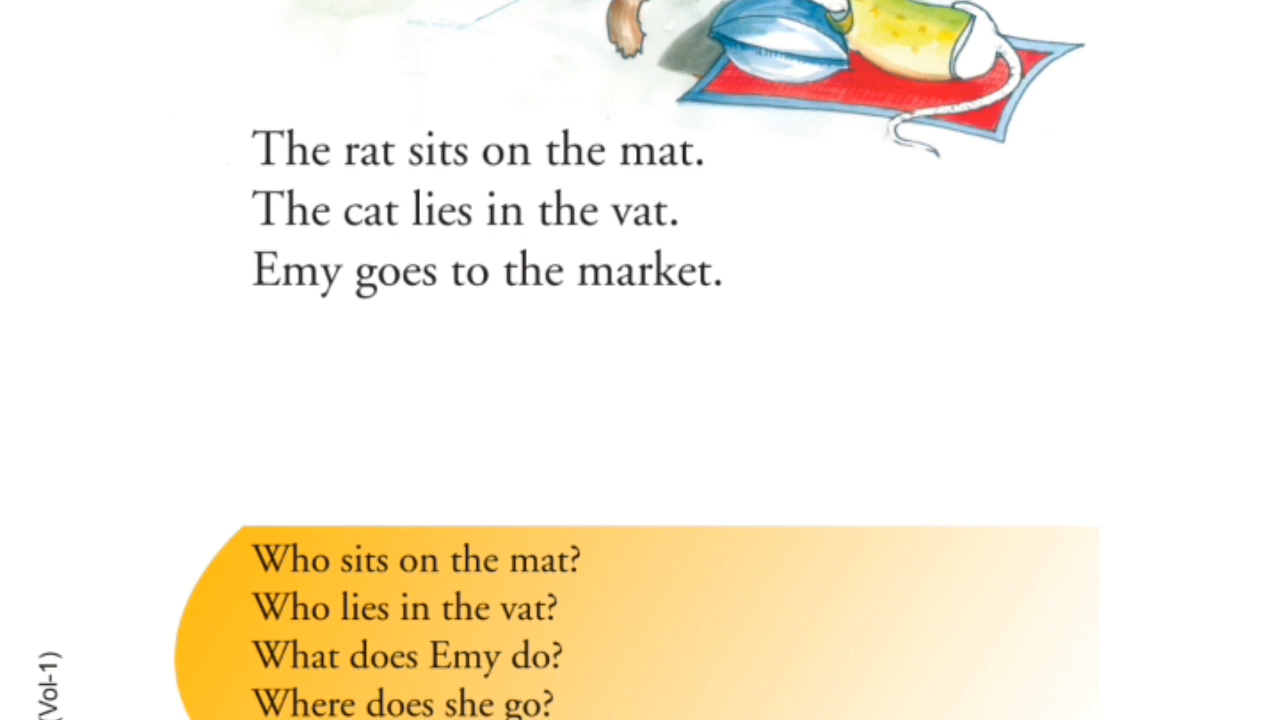 The rat sits on the mat.
The cat lies in the vat.
Emy goes to the market.
Who sits on the mat?
Who lies in the vat?
What does Emy do?
Where does she go?
(Vol-1)